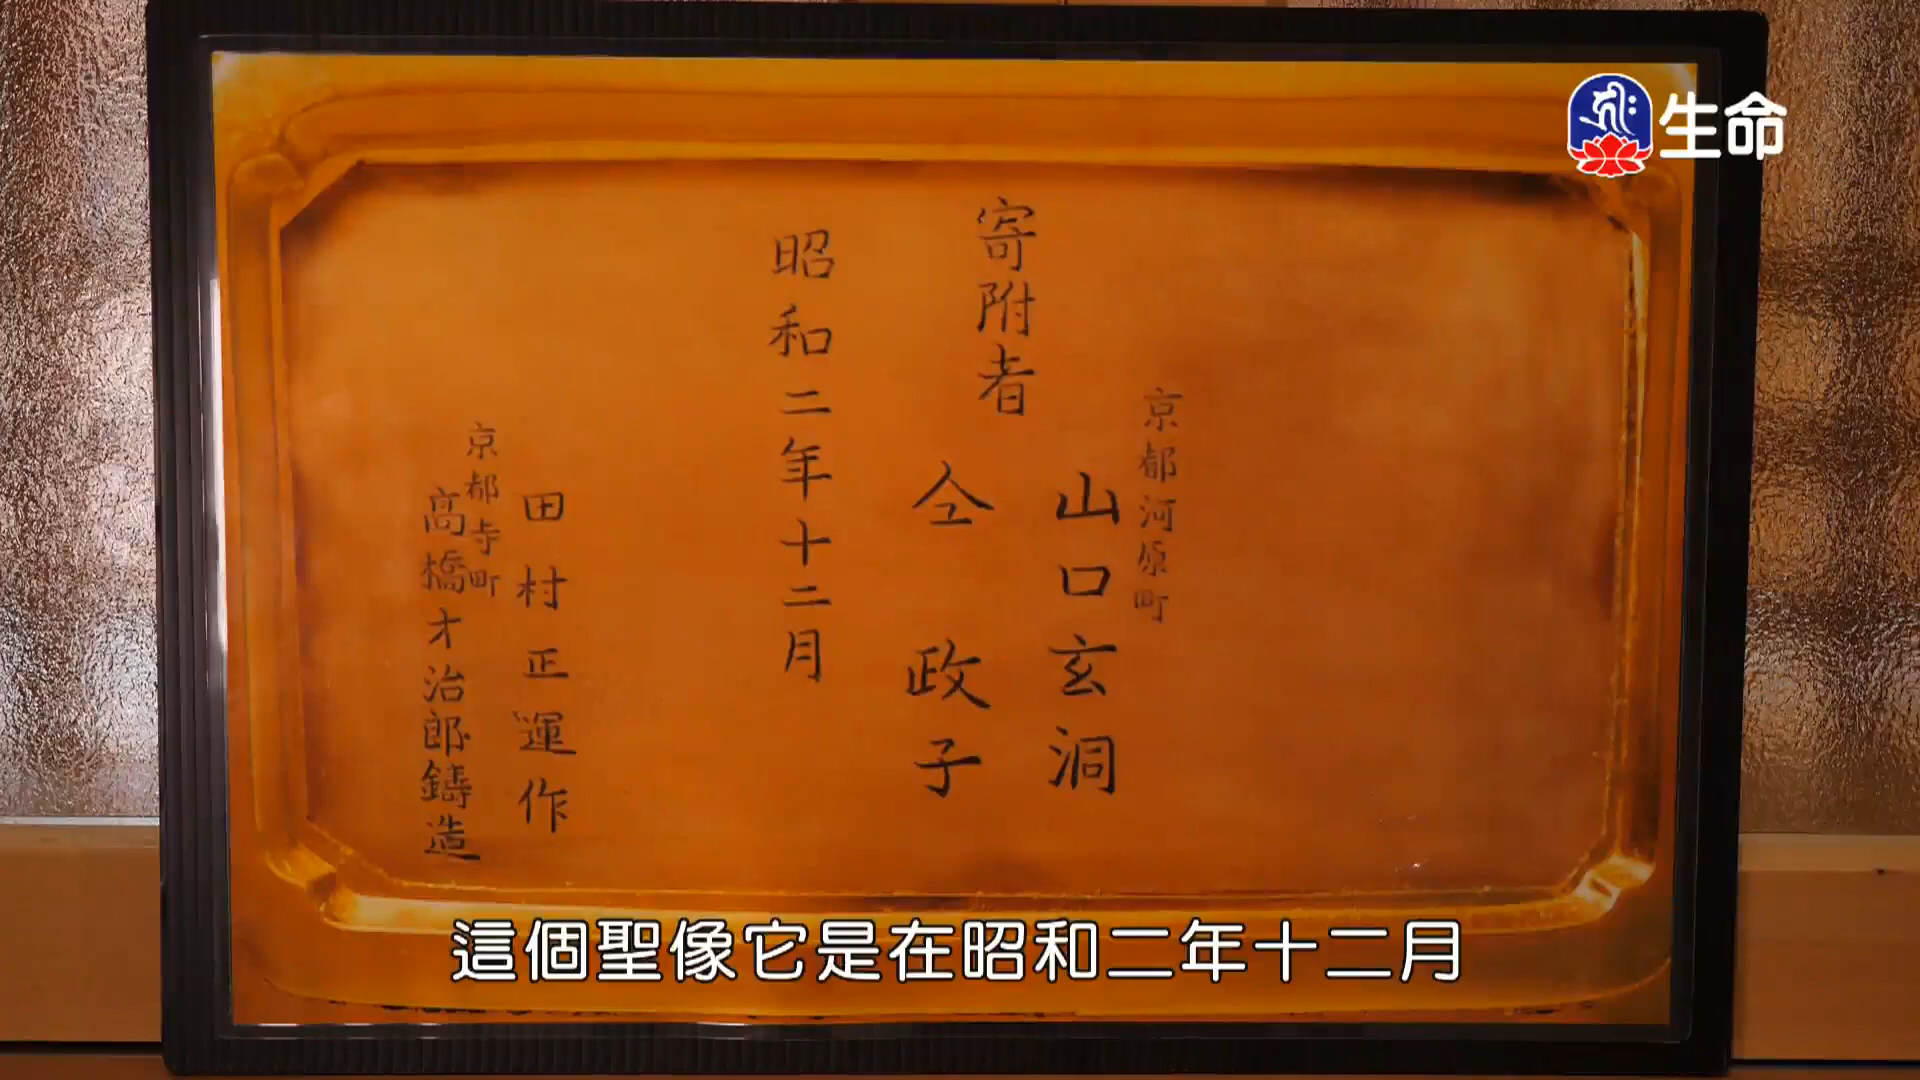 生命
寄附者
京都河原町
山口玄洞
仝 政子
昭和二年十二月
田村正運作
京都寺町
高橋才治郎鑄造
這個聖像它是在昭和二年十二月